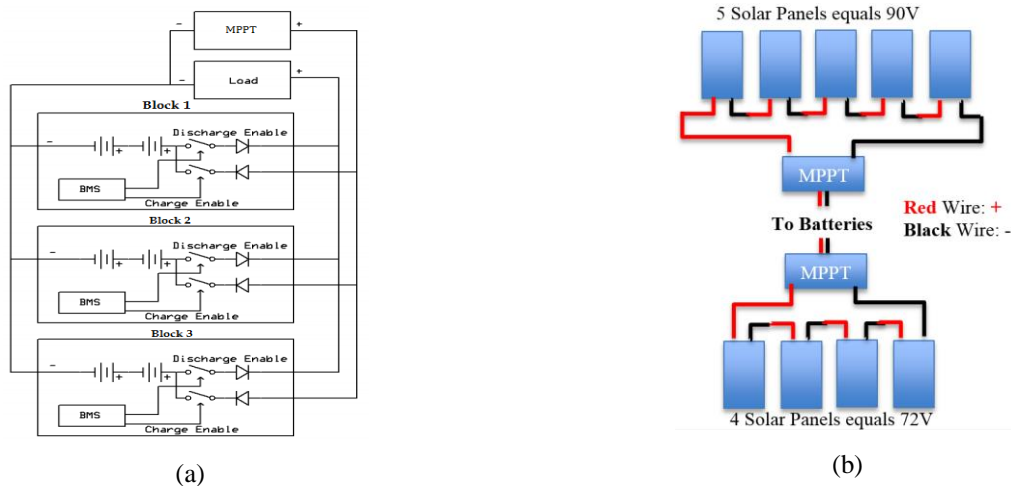 - MPPT +
- Load +
Block 1
Discharge Enable
- + +
BMS
Charge Enable
Block 2
Discharge Enable
- + +
BMS
Charge Enable
Block 3
Discharge Enable
- + +
BMS
Charge Enable
(a)
5 Solar Panels equals 90V
MPPT
To Batteries
Red Wire: +
Black Wire: -
MPPT
4 Solar Panels equals 72V
(b)